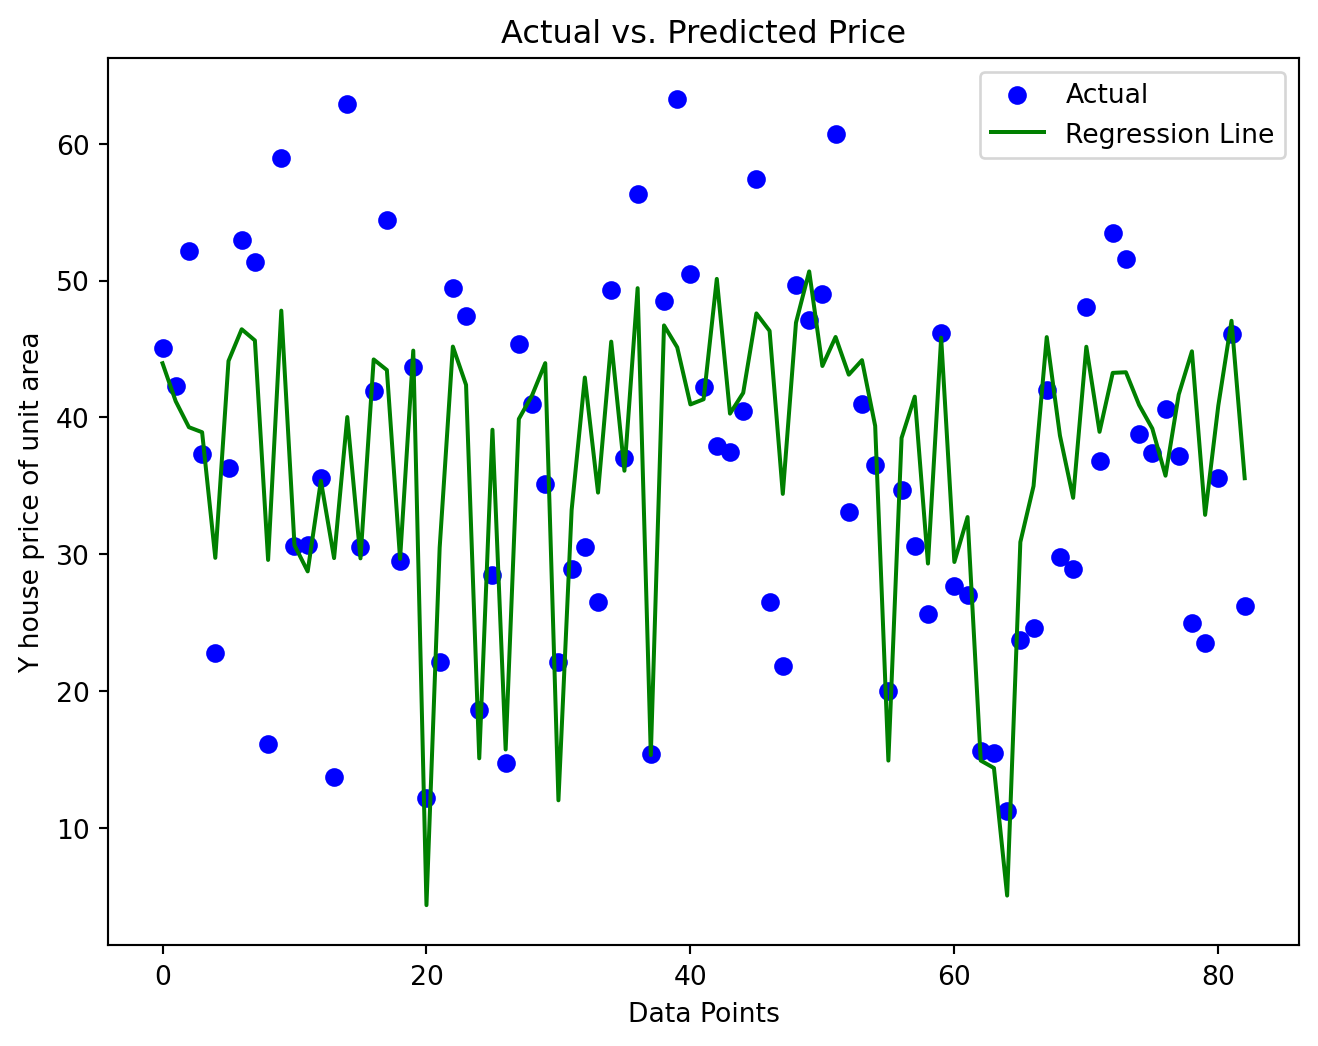 Actual vs. Predicted Price
Actual
Regression Line
60
50
40
30
20
10
Y house price of unit area
0 20 40 60 80
Data Points